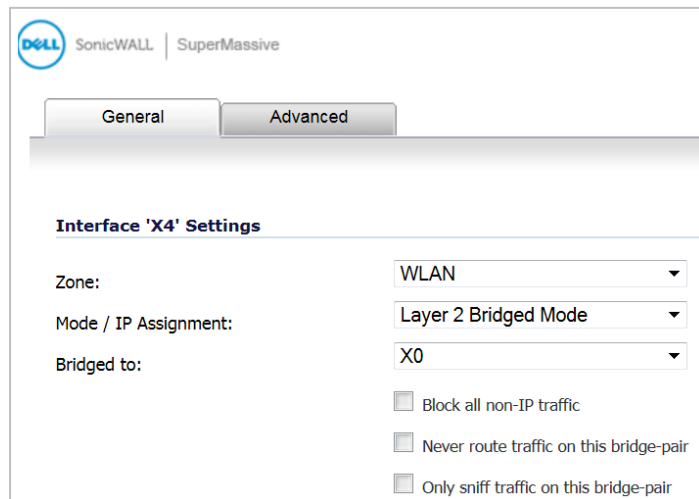 DELL SonicWALL | SuperMassive
General Advanced
Interface 'X4' Settings
Zone: WLAN
Mode / IP Assignment: Layer 2 Bridged Mode
Bridged to: X0
Block all non-IP traffic
Never route traffic on this bridge-pair
Only sniff traffic on this bridge-pair